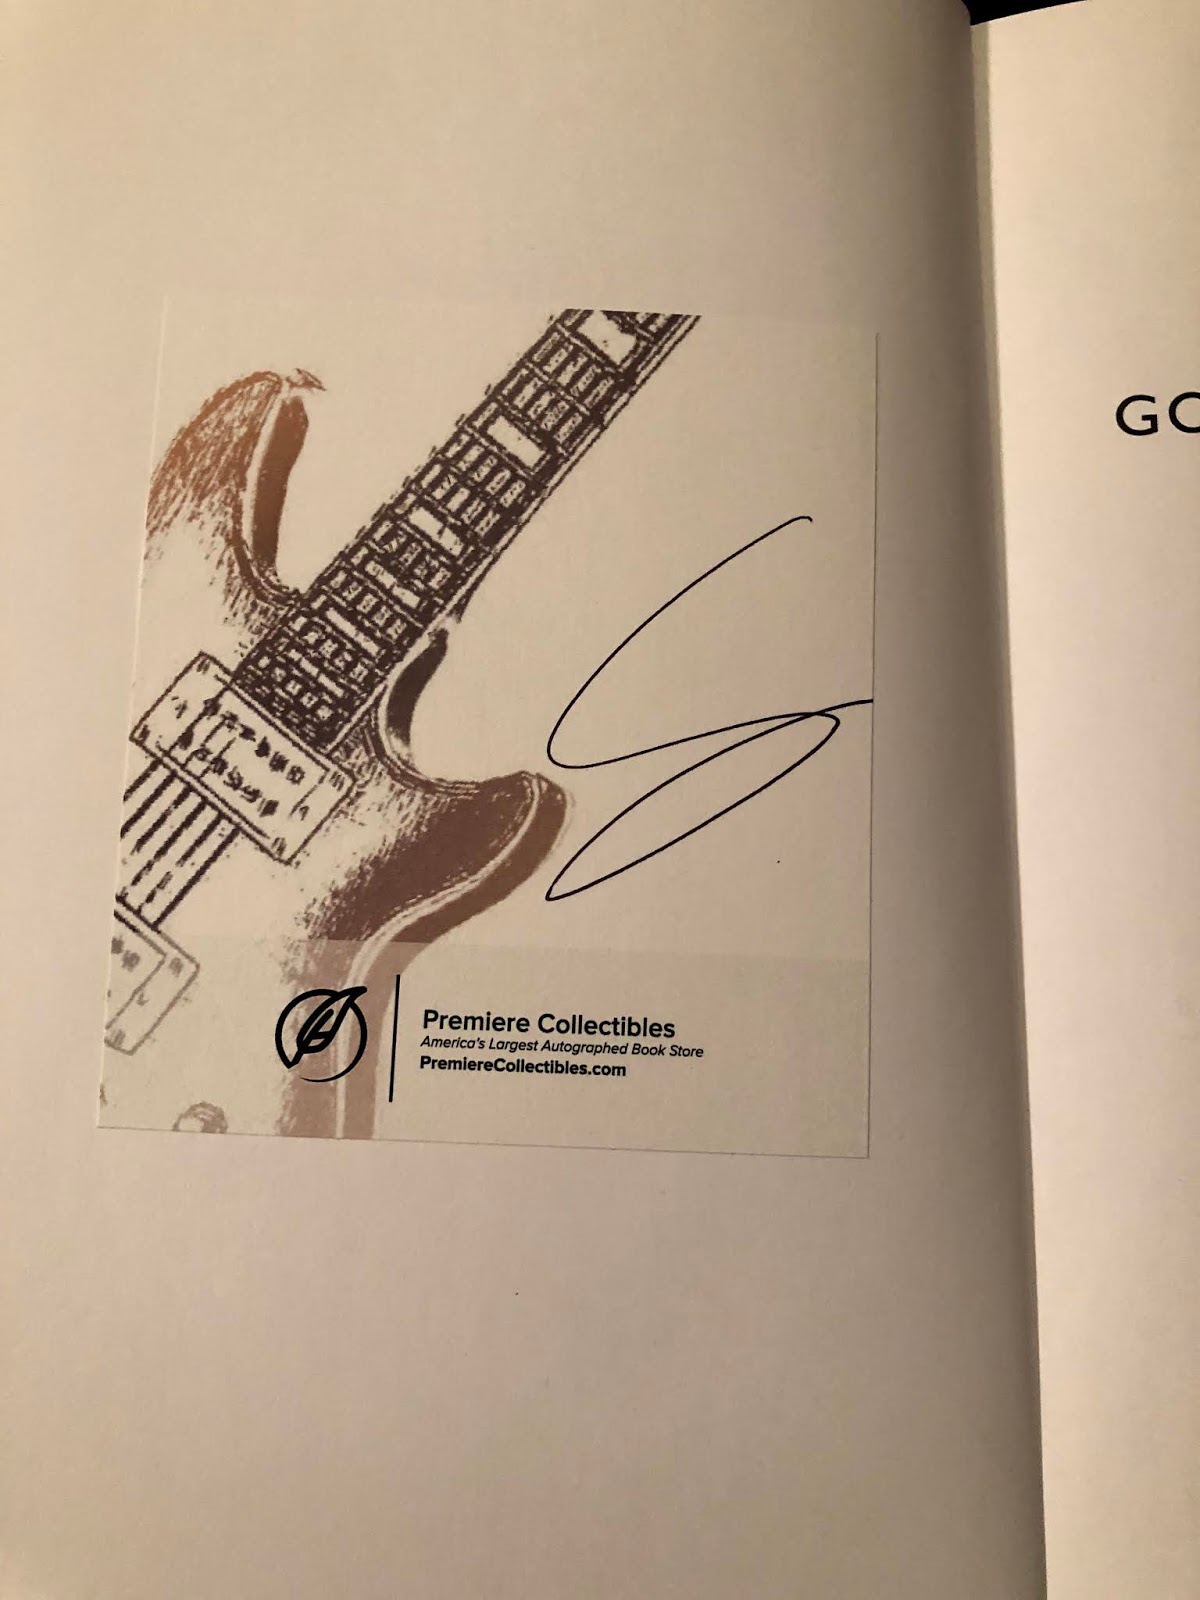 GO
Premiere Collectibles
America's Largest Autographed Book Store
PremiereCollectibles.com